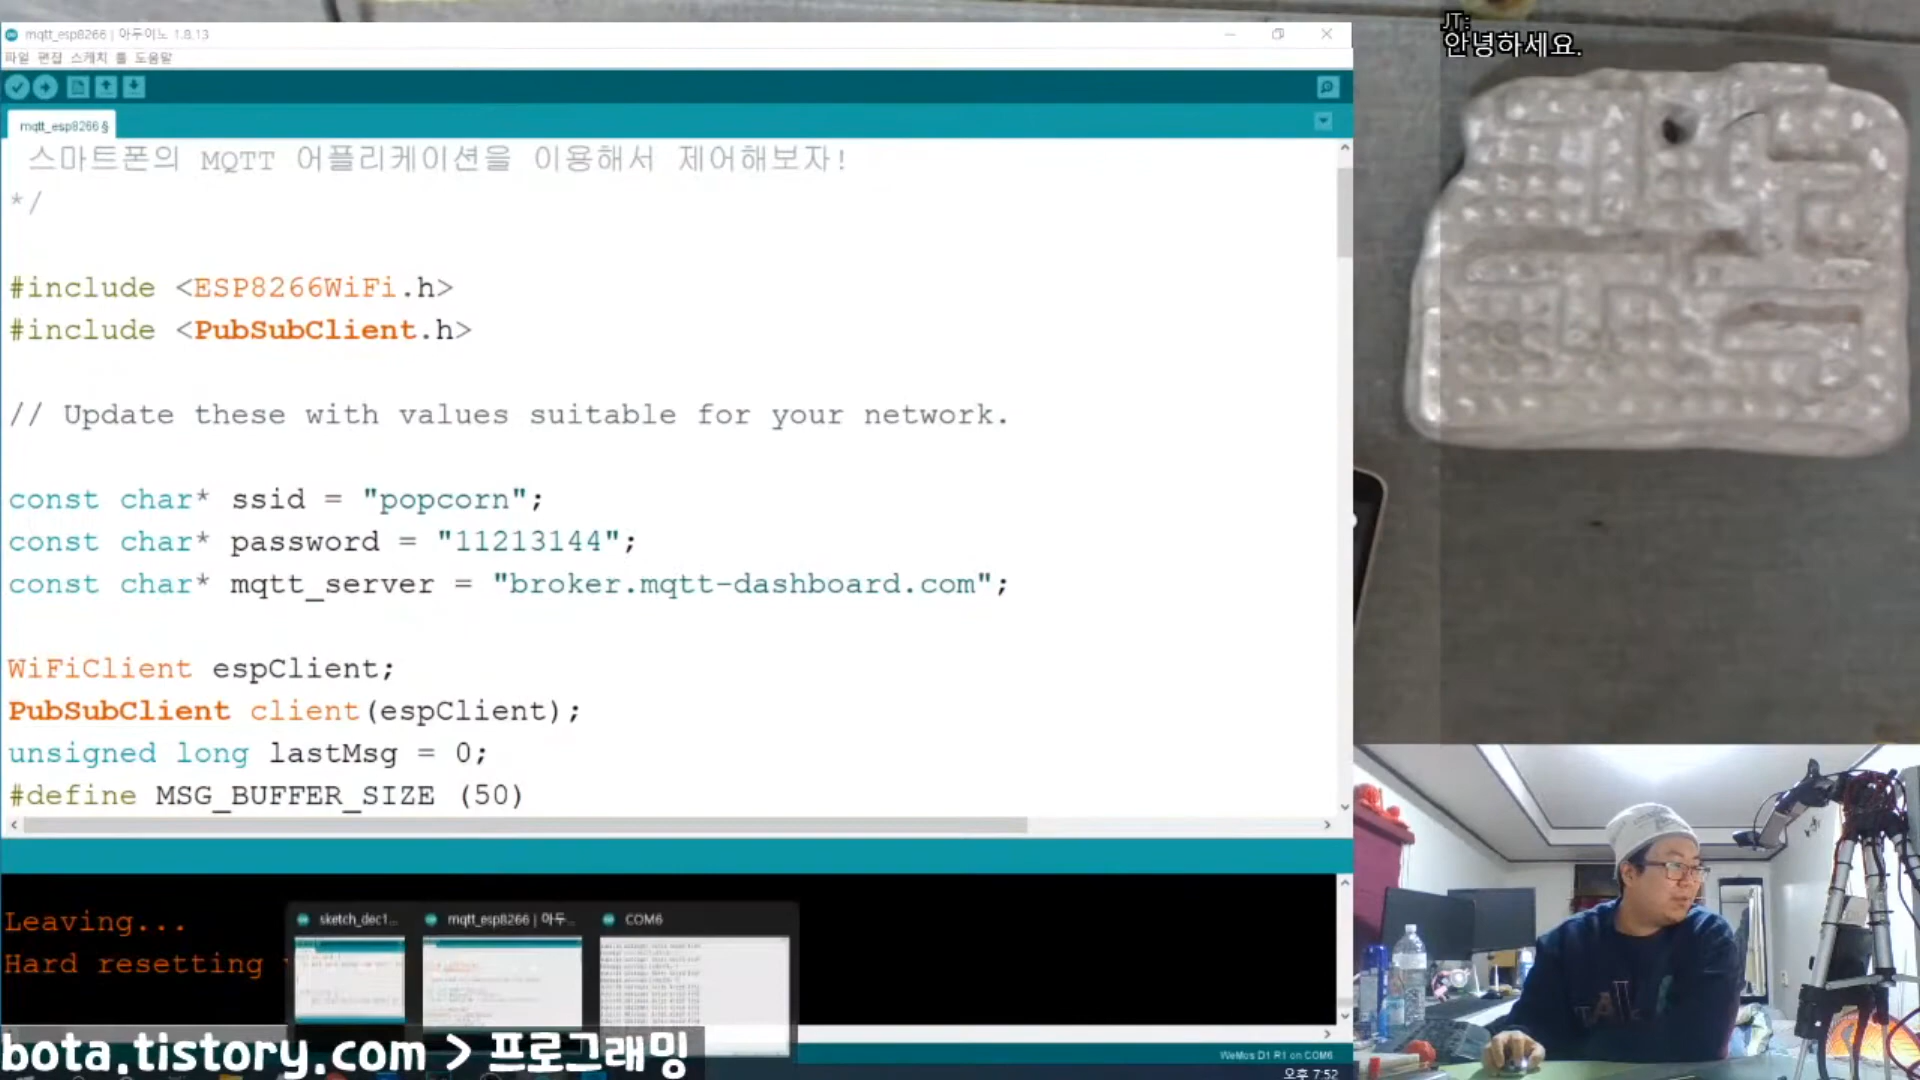 mqtt_esp8266 | 아두이노 1.8.13
파일 편집 스케치 툴 도움말
mqtt_esp8266 §
스마트폰의 MQTT 어플리케이션을 이용해서 제어해보자!
*/
#include <ESP8266WiFi.h>
#include <PubSubClient.h>
// Update these with values suitable for your network.
const char* ssid = "popcorn";
const char* password = "11213144";
const char* mqtt_server = "broker.mqtt-dashboard.com";
WiFiClient espClient;
PubSubClient client(espClient);
unsigned long lastMsg = 0;
#define MSG_BUFFER_SIZE (50)
Leaving...
Hard resetting
sketch_dec1...
mqtt_esp8266 | 아두...
COM6
bota.tistory.com > 프로그래밍
WeMos D1 R1 on COM6
오후 7:52
JT:
안녕하세요.